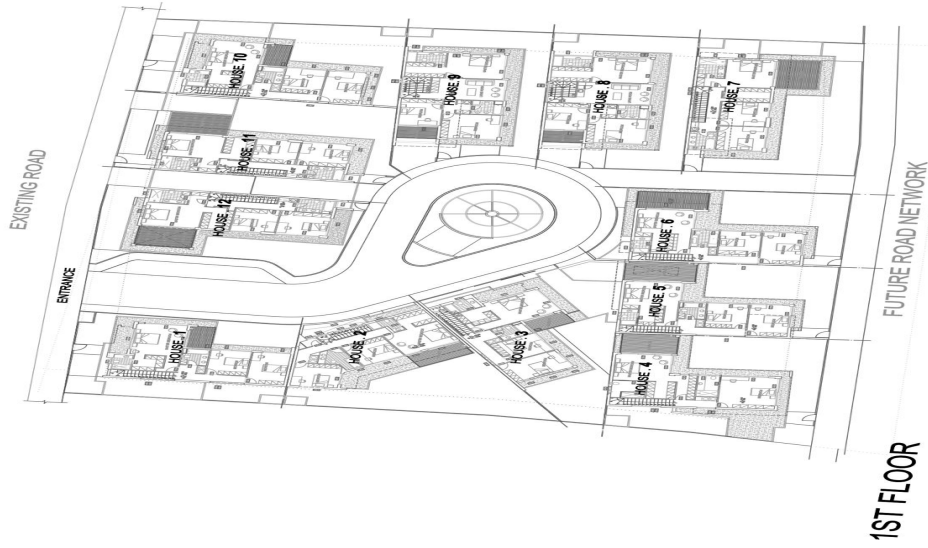 EXISTING ROAD
ENTRANCE
HOUSE. 10
HOUSE. 9
HOUSE. 8
HOUSE. 7
HOUSE. 11
HOUSE. 12
HOUSE. 6
HOUSE. 5
HOUSE. 1
HOUSE. 2
HOUSE. 3
HOUSE. 4
FUTURE ROAD NETWORK
1ST FLOOR